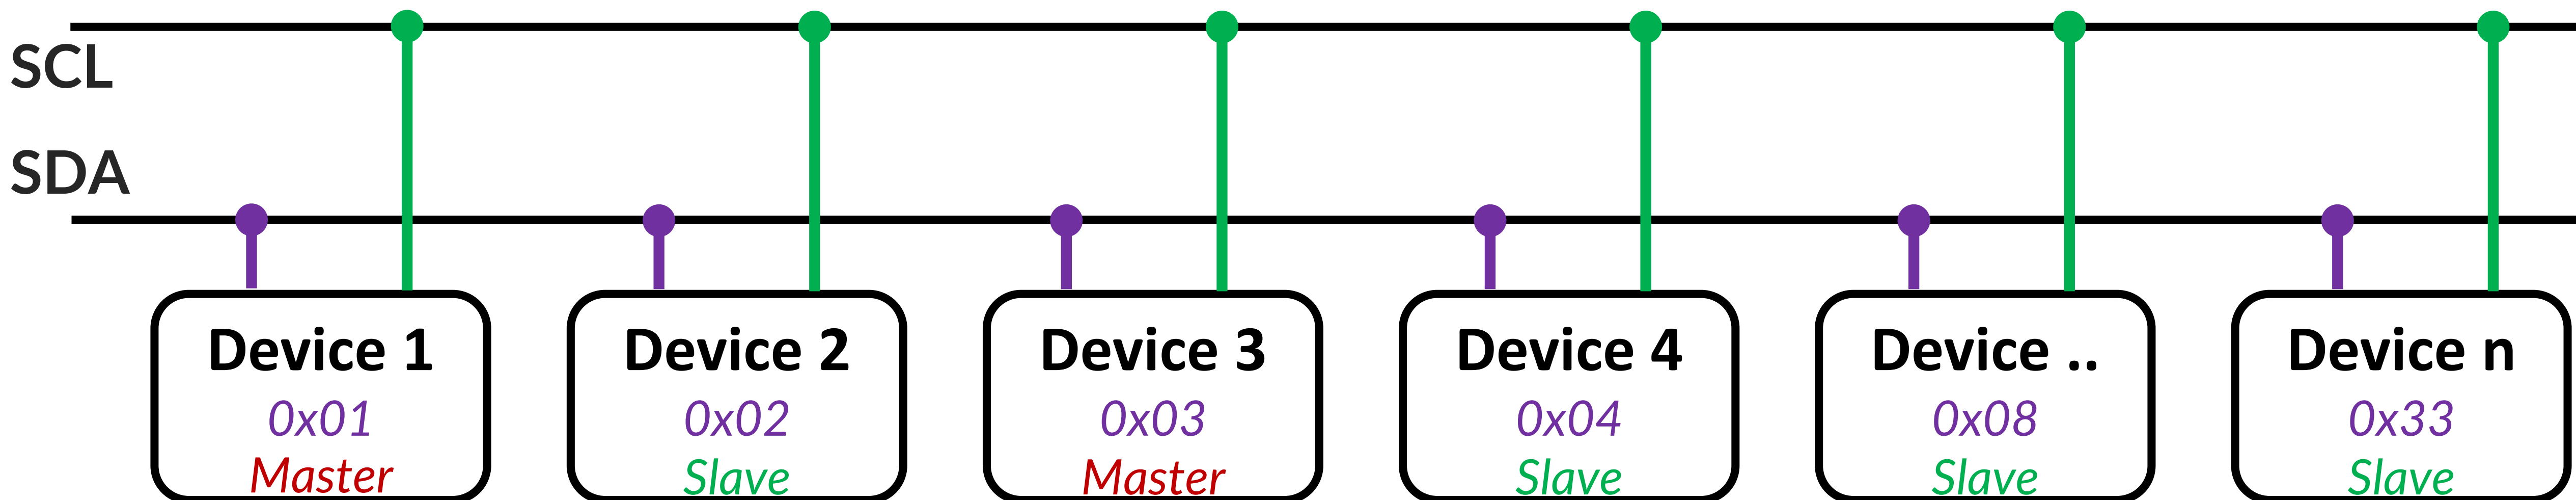 SCL
SDA
Device 1
0x01
Master
Device 2
0x02
Slave
Device 3
0x03
Master
Device 4
0x04
Slave
Device ..
0x08
Slave
Device n
0x33
Slave